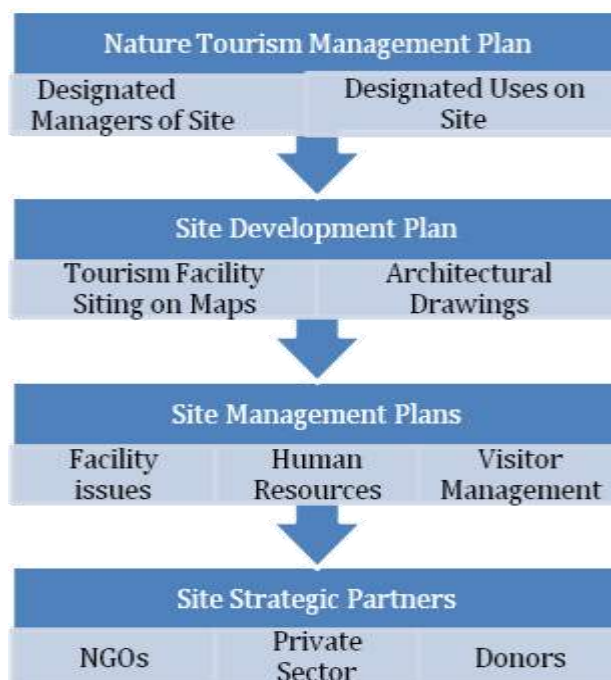 Nature Tourism Management Plan
Designated
Managers of Site
Designated Uses on
Site
Site Development Plan
Tourism Facility
Siting on Maps
Architectural
Drawings
Site Management Plans
Facility
issues
Human
Resources
Visitor
Management
Site Strategic Partners
NGOs
Private
Sector
Donors